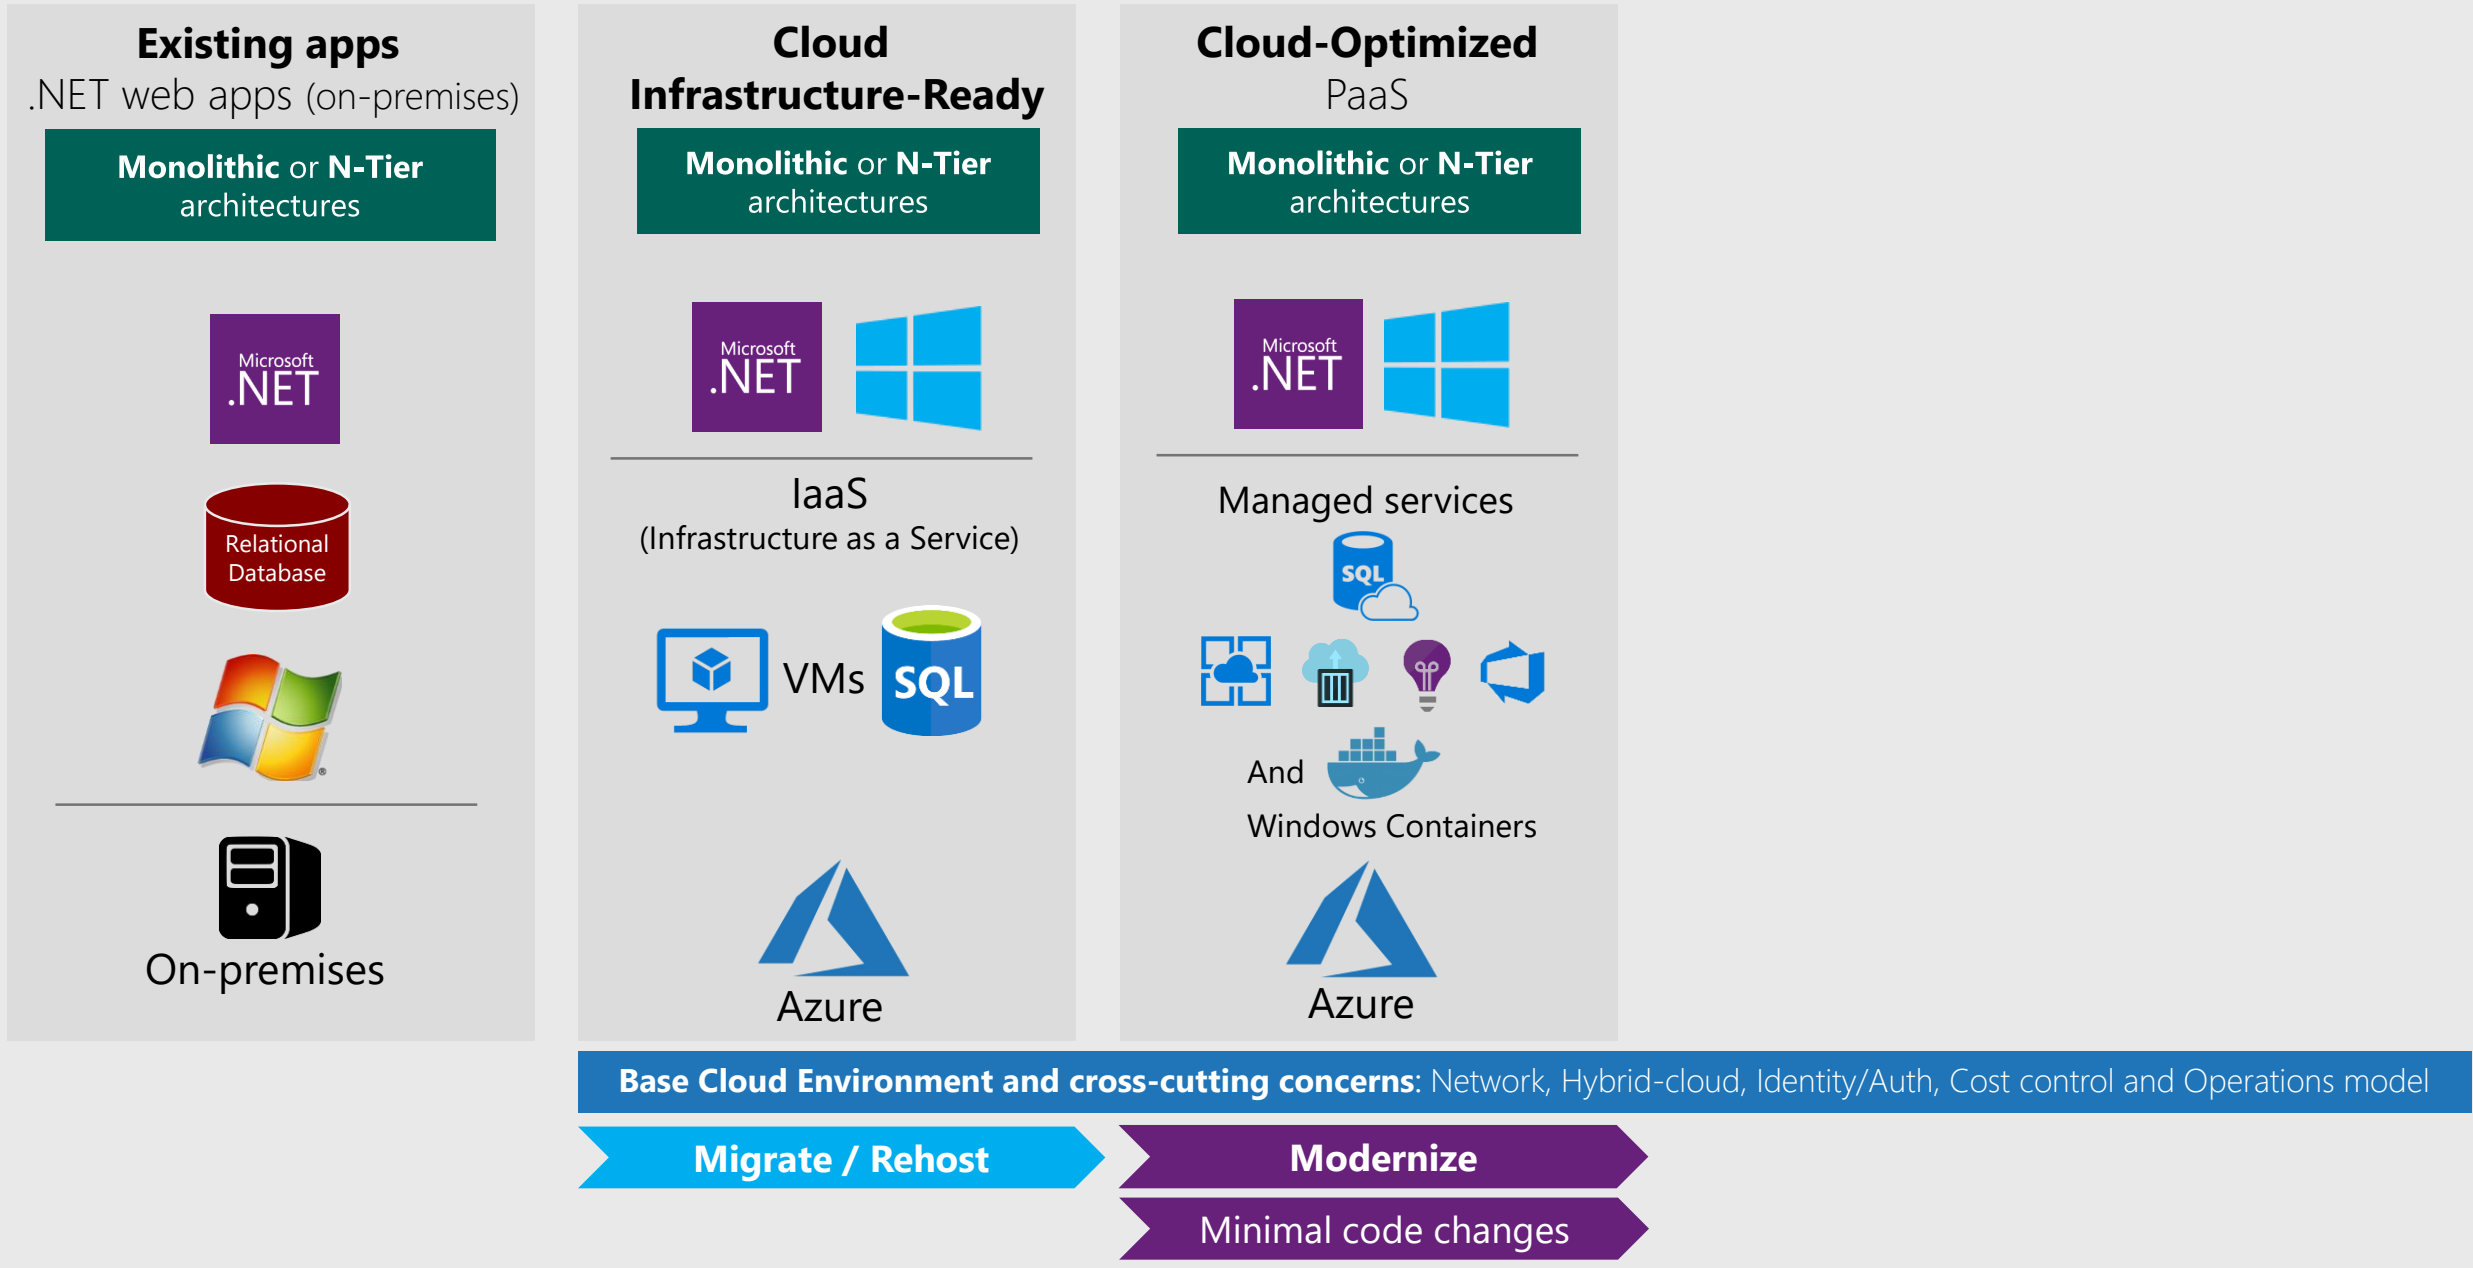 Existing apps
.NET web apps (on-premises)
Monolithic or N-Tier
architectures
Microsoft
.NET
Relational
Database
®
On-premises
Cloud
Infrastructure-Ready
Monolithic or N-Tier
architectures
Microsoft
.NET
IaaS
(Infrastructure as a Service)
VMs
SQL
Azure
Cloud-Optimized
PaaS
Monolithic or N-Tier
architectures
Microsoft
.NET
Managed services
SQL
And
Windows Containers
Azure
Base Cloud Environment and cross-cutting concerns: Network, Hybrid-cloud, Identity/Auth, Cost control and Operations model
Migrate / Rehost
Modernize
Minimal code changes